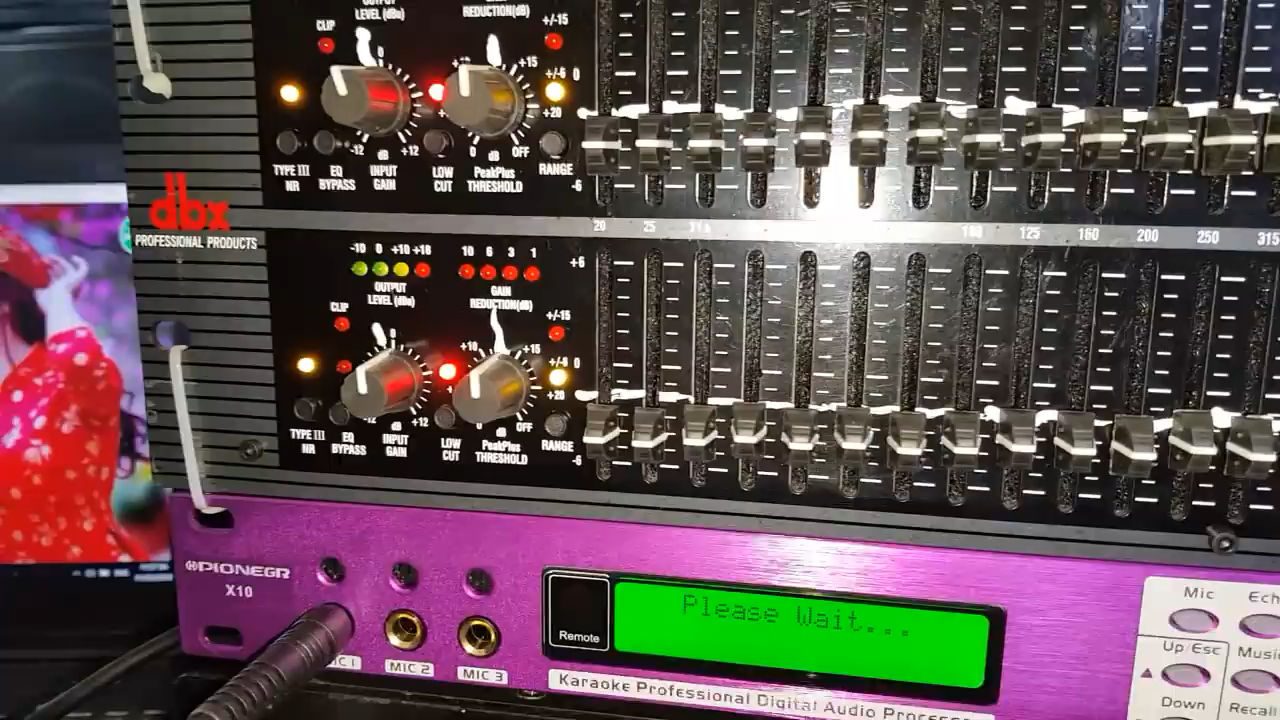 OUTPUT
LEVEL (dBu)
REDUCTION(dB)
CLIP
+/-15
0
+15
+/-6
0
+20
-12
dB
+12
0
dB
OFF
TYPE III
NR
EQ
BYPASS
INPUT
GAIN
LOW
CUT
PeakPlus
THRESHOLD
RANGE
-6
dbx
PROFESSIONAL PRODUCTS
20
25
125
160
200
250
315
-10 0 +10 +18
10 6 3 1
+6
OUTPUT
LEVEL (dBu)
GAIN
REDUCTION(dB)
CLIP
+/-15
0
+10
+15
0
+20
-12
dB
+12
0
dB
OFF
TYPE III
NR
EQ
BYPASS
INPUT
GAIN
LOW
CUT
PeakPlus
THRESHOLD
RANGE
-6
PIONEGR
X10
Please Wait...
Remote
MIC 2
MIC 3
Karaoke Professional Digital Audio
Mic
Up/Esc
Down
Recall